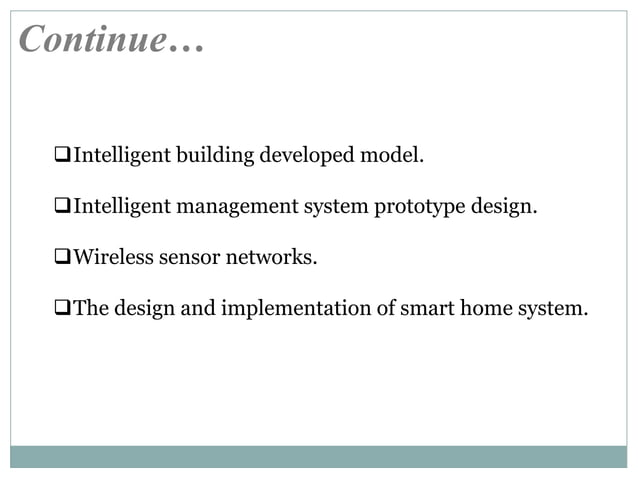 Continue…
❑Intelligent building developed model.
❑Intelligent management system prototype design.
❑Wireless sensor networks.
❑The design and implementation of smart home system.